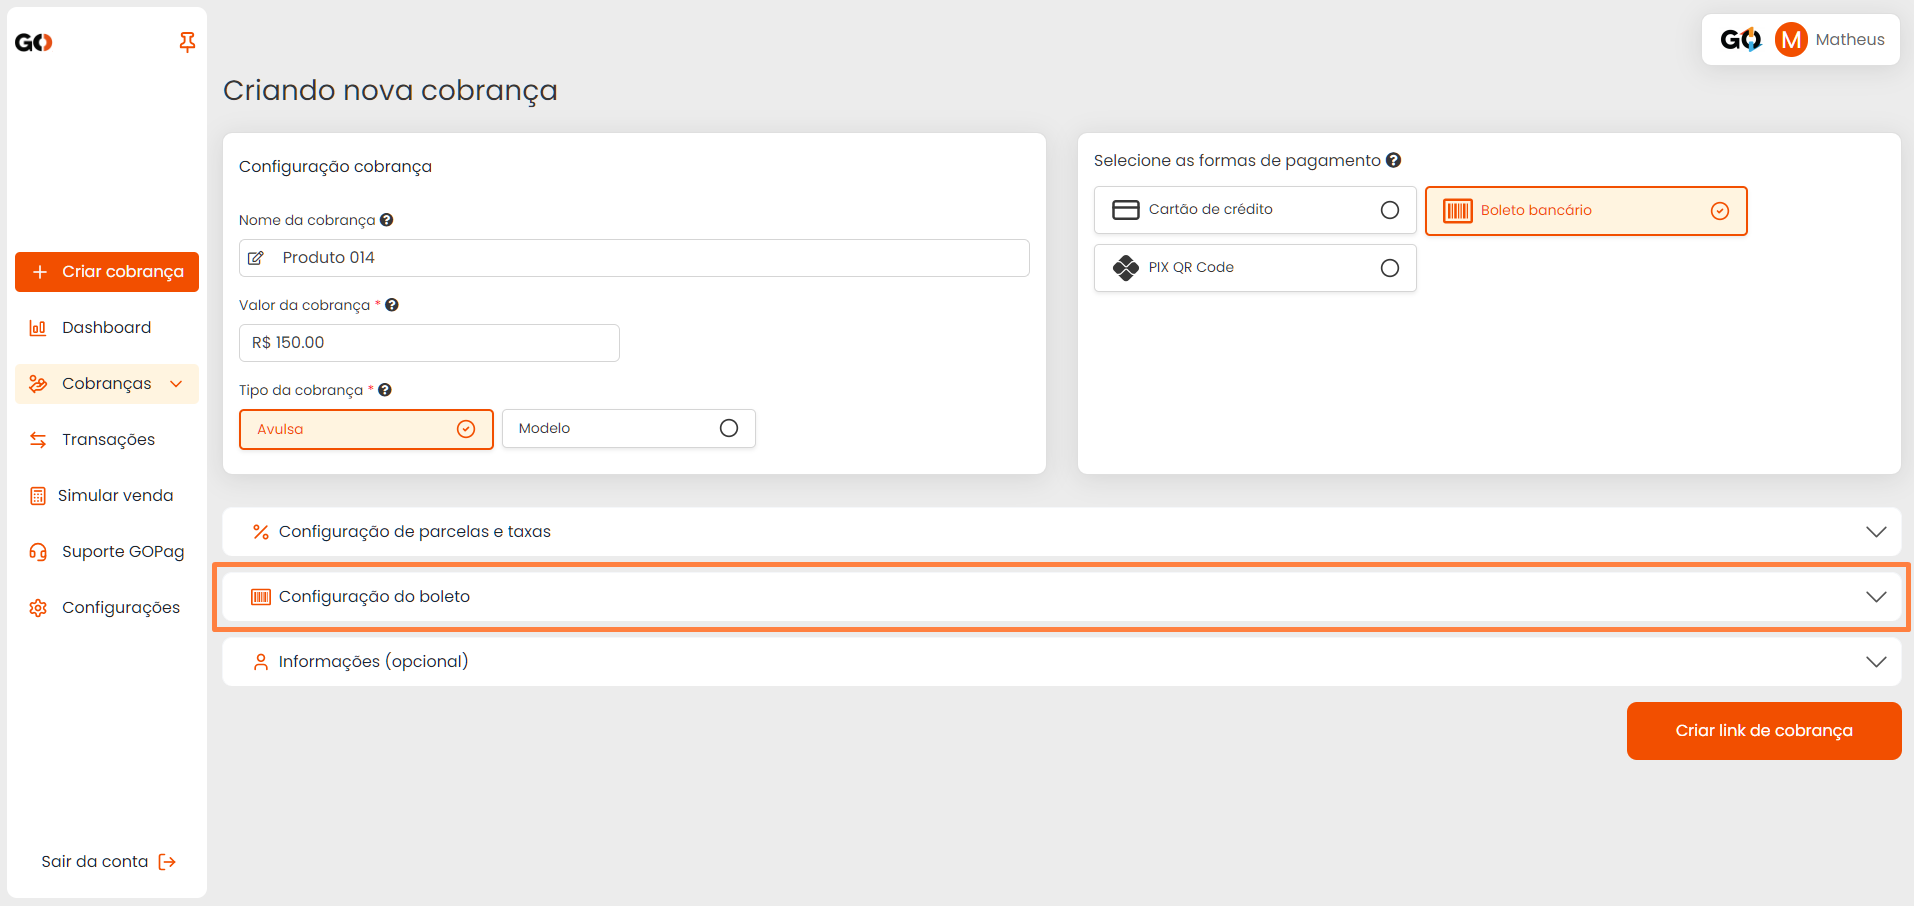 GO
GO M Matheus
Criando nova cobrança
Configuração cobrança
Nome da cobrança ?
Produto 014
Valor da cobrança * ?
R$ 150.00
Tipo da cobrança * ?
Avulsa
Modelo
Selecione as formas de pagamento ?
Cartão de crédito
Boleto bancário
PIX QR Code
+ Criar cobrança
Dashboard
Cobranças
Transações
Simular venda
Suporte GOPag
Configurações
Configuração de parcelas e taxas
Configuração do boleto
Informações (opcional)
Criar link de cobrança
Sair da conta